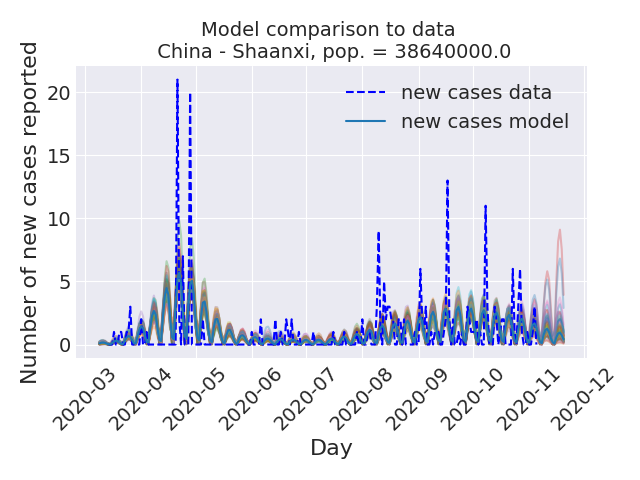 Model comparison to data
China - Shaanxi, pop. = 38640000.0
Number of new cases reported
20
15
10
5
0
new cases data
new cases model
2020-03
2020-04
2020-05
2020-06
2020-07
2020-08
2020-09
2020-10
2020-11
2020-12
Day